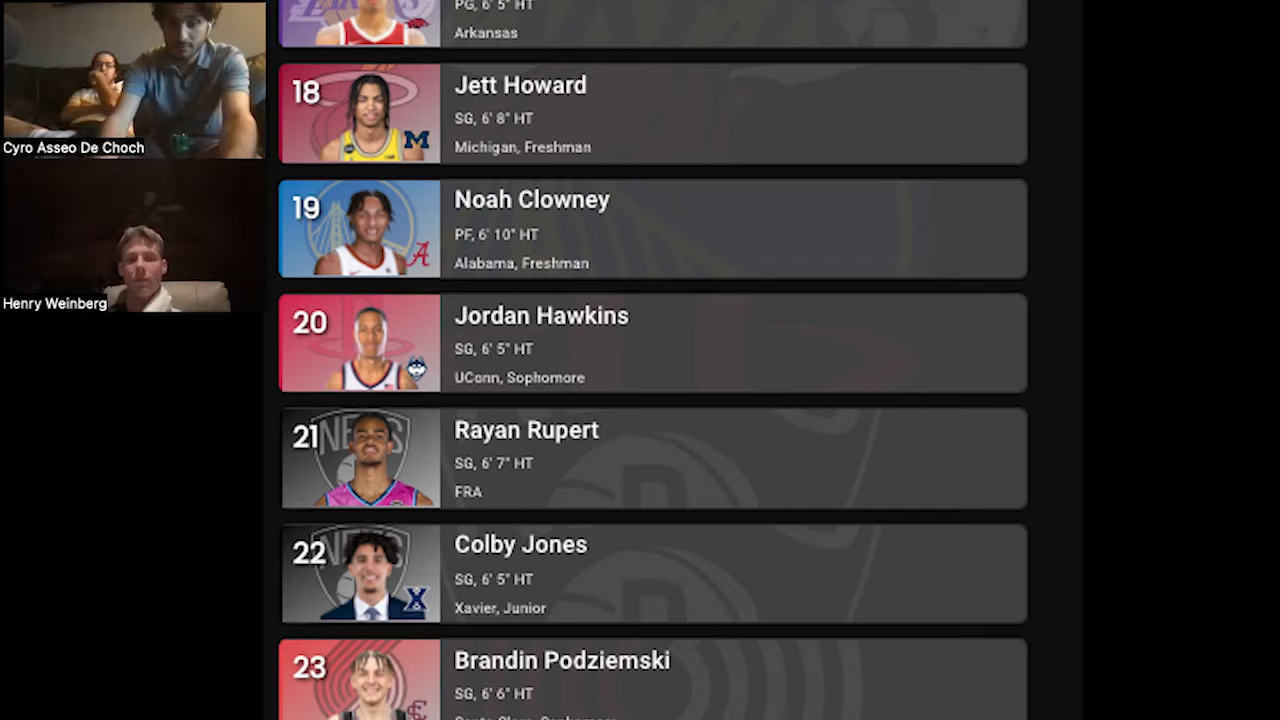 Cyro Asseo De Choch
Henry Weinberg
PG, 6' 5" HT
Arkansas
18
Jett Howard
SG, 6' 8" HT
Michigan, Freshman
19
Noah Clowney
PF, 6' 10" HT
Alabama, Freshman
20
Jordan Hawkins
SG, 6' 5" HT
UConn, Sophomore
21
Rayan Rupert
SG, 6' 7" HT
FRA
22
Colby Jones
SG, 6' 5" HT
Xavier, Junior
23
Brandin Podziemski
SG, 6' 6" HT